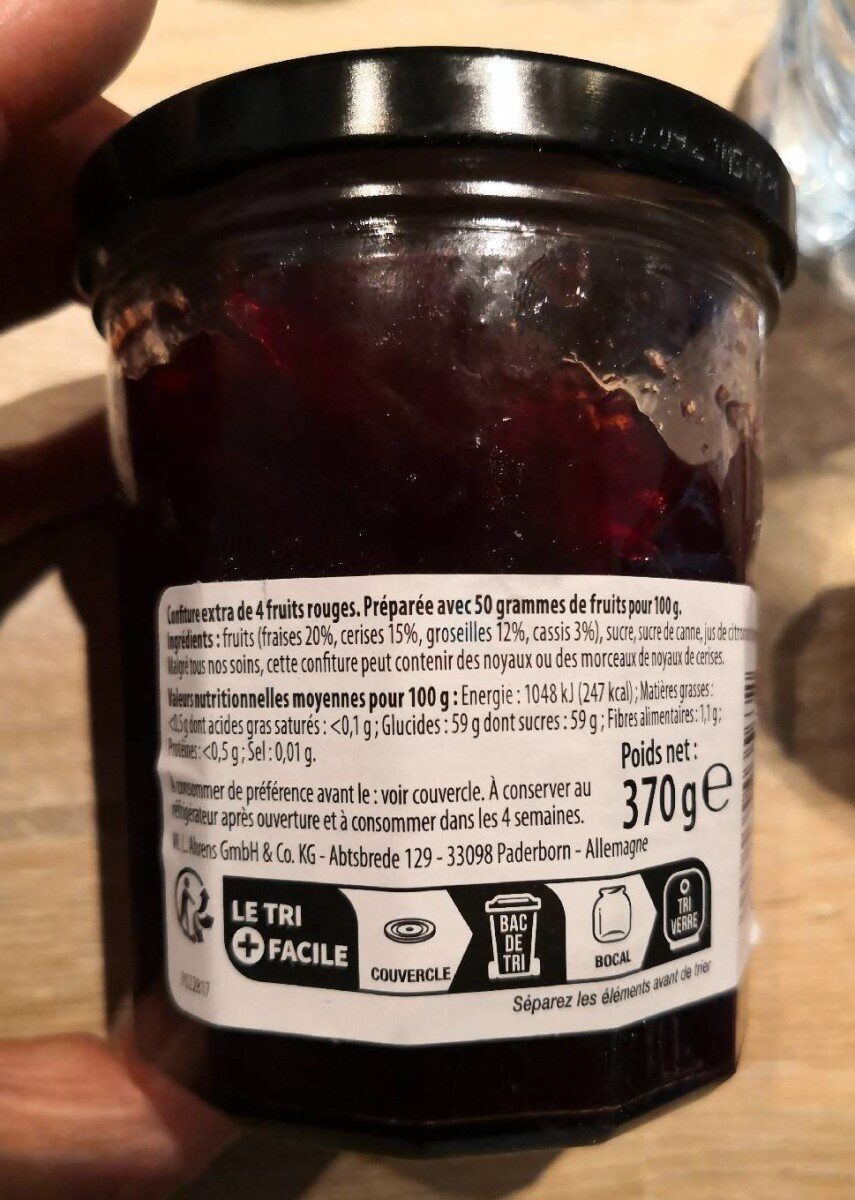 Confiture extra de 4 fruits rouges. Préparée avec 50 grammes de fruits pour 100 g.
Ingrédients : fruits (fraises 20%, cerises 15%, groseilles 12%, cassis 3%), sucre, sucre de canne, jus de
Malgré tous nos soins, cette confiture peut contenir des noyaux ou des morceaux de noyaux de cerises.
Valeurs nutritionnelles moyennes pour 100 g : Energie : 1048 kJ (247 kcal) ; Matières grasses :
<0,5 g dont acides gras saturés : <0,1 g ; Glucides : 59 g dont sucres : 59 g ; Fibres alimentaires : 1,1 g ;
Protéines : <0,5 g ; Sel : 0,01 g.
Poids net :
370 g e
A consommer de préférence avant le : voir couvercle. À conserver au
réfrigérateur après ouverture et à consommer dans les 4 semaines.
Ahrens GmbH & Co. KG - Abtsbrede 129 - 33098 Paderborn - Allemagne
LE TRI
+ FACILE
COUVERCLE
BAC
DE
TRI
BOCAL
TRI
VERRE
Séparez les éléments avant de trier